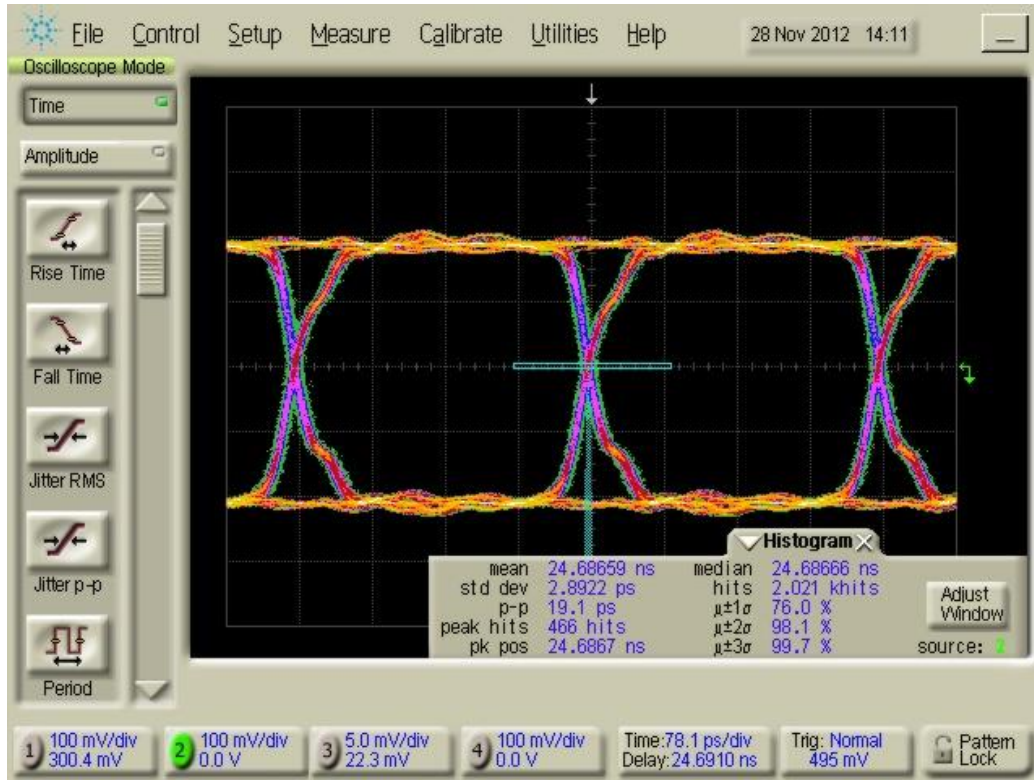 File Control Setup Measure Calibrate Utilities Help 28 Nov 2012 14:11
Oscilloscope Mode
Time
Amplitude
Rise Time
Fall Time
Jitter RMS
Jitter p-p
Period
Histogram
mean 24.68659 ns median 24.68666 ns
std dev 2.8922 ps hits 2.021 khits
p-p 19.1 ps µ±1σ 76.0 %
peak hits 466 hits µ±2σ 98.1 %
pk pos 24.6867 ns µ±3σ 99.7 %
Adjust
Window
source: 2
1 100 mV/div
300.4 mV
2 100 mV/div
0.0 V
3 5.0 mV/div
22.3 mV
4 100 mV/div
0.0 V
Time:78.1 ps/div
Delay:24.6910 ns
Trig: Normal
495 mV
Pattern
Lock